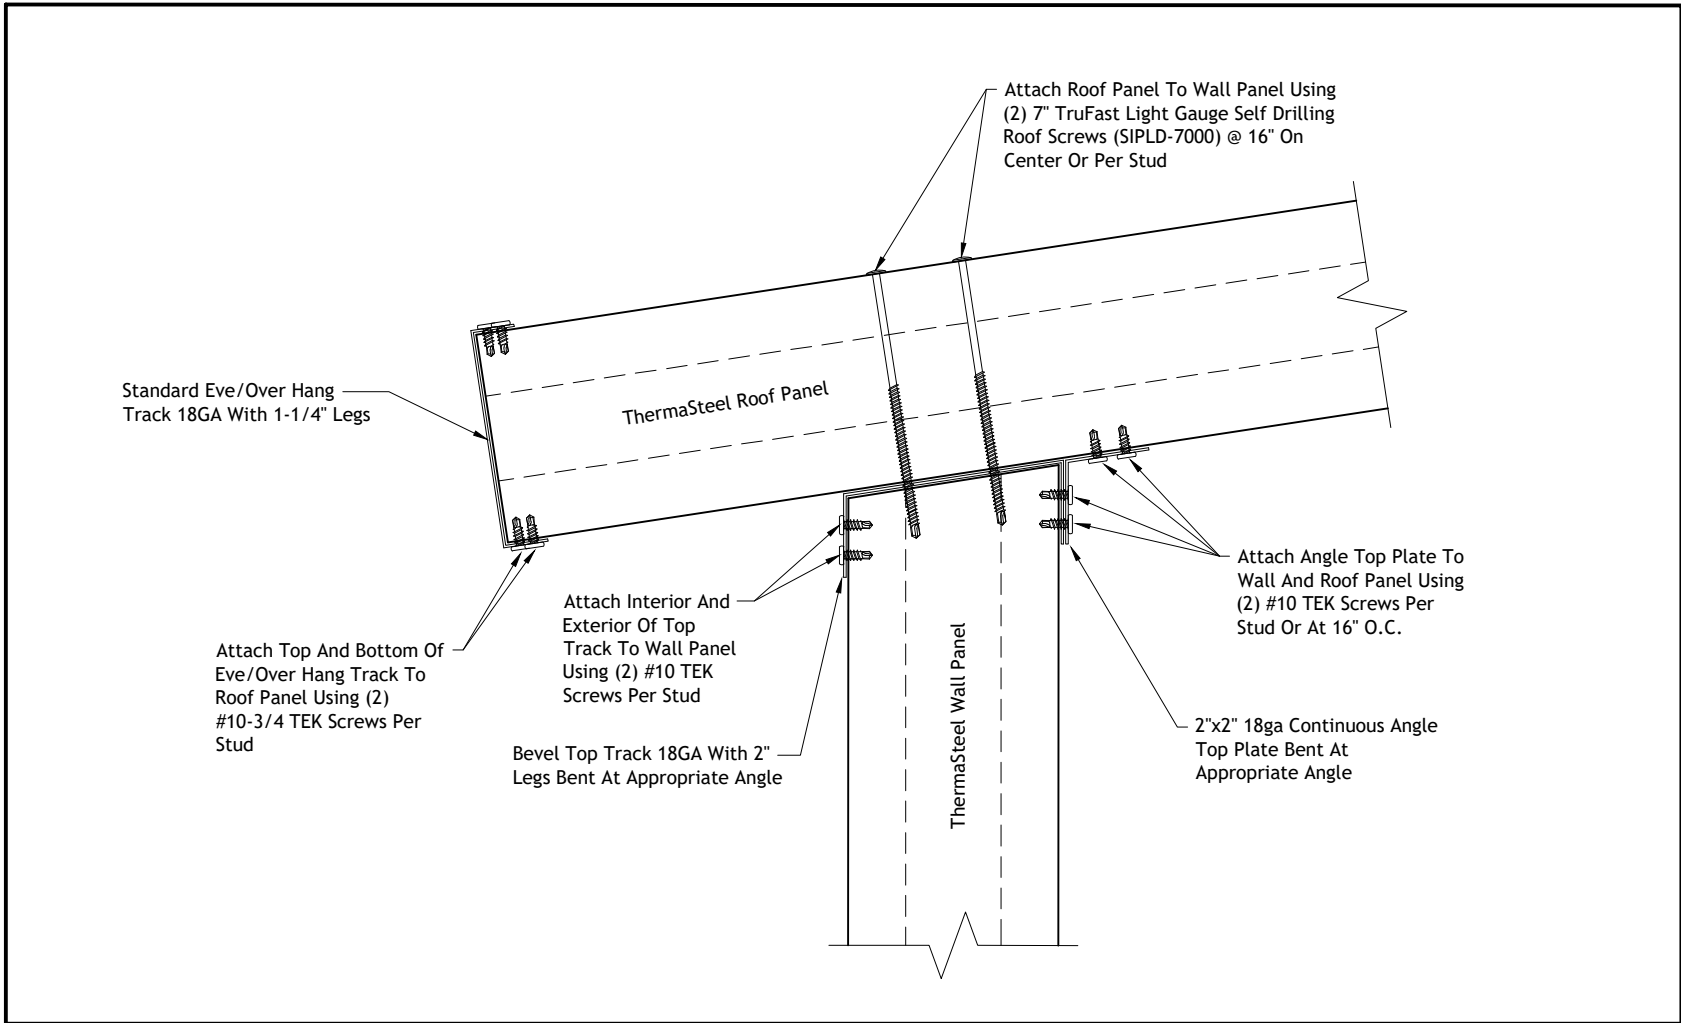 Attach Roof Panel To Wall Panel Using
(2) 7" TruFast Light Gauge Self Drilling
Roof Screws (SIPLD-7000) @ 16" On
Center Or Per Stud
Standard Eve/Over Hang
Track 18GA With 1-1/4" Legs
ThermaSteel Roof Panel
Attach Angle Top Plate To
Wall And Roof Panel Using
(2) #10 TEK Screws Per
Stud Or At 16" O.C.
Attach Interior And
Exterior Of Top
Track To Wall Panel
Using (2) #10 TEK
Screws Per Stud
Attach Top And Bottom Of
Eve/Over Hang Track To
Roof Panel Using (2)
#10-3/4 TEK Screws Per
Stud
ThermaSteel Wall Panel
Bevel Top Track 18GA With 2"
Legs Bent At Appropriate Angle
2"x2" 18ga Continuous Angle
Top Plate Bent At
Appropriate Angle